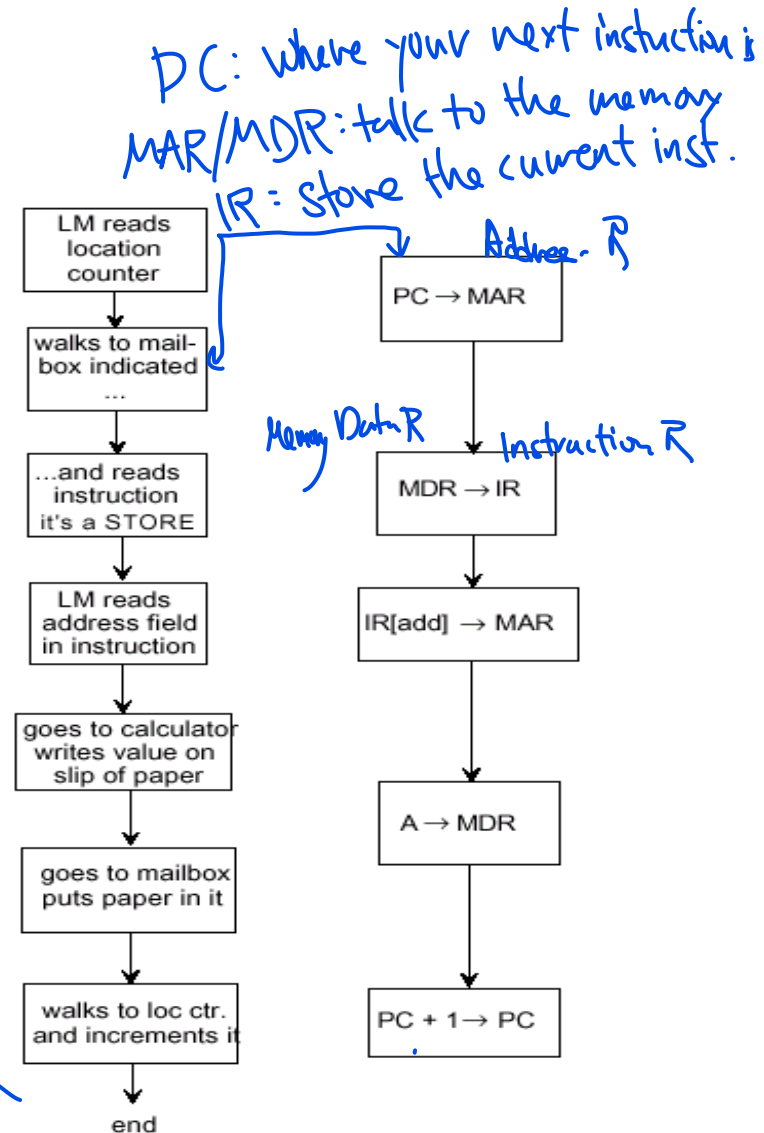 PC: where your next instuction is
MAR/MDR: talk to the memory
IR: store the current inst.
LM reads
location
counter
walks to mail-
box indicated
...
...and reads
instruction
it's a STORE
LM reads
address field
in instruction
goes to calculator
writes value on
slip of paper
goes to mailbox
puts paper in it
walks to loc ctr.
and increments it
end
R
PC → MAR
Memory Data R
Instruction R
MDR → IR
IR[add] → MAR
A → MDR
PC + 1→ PC